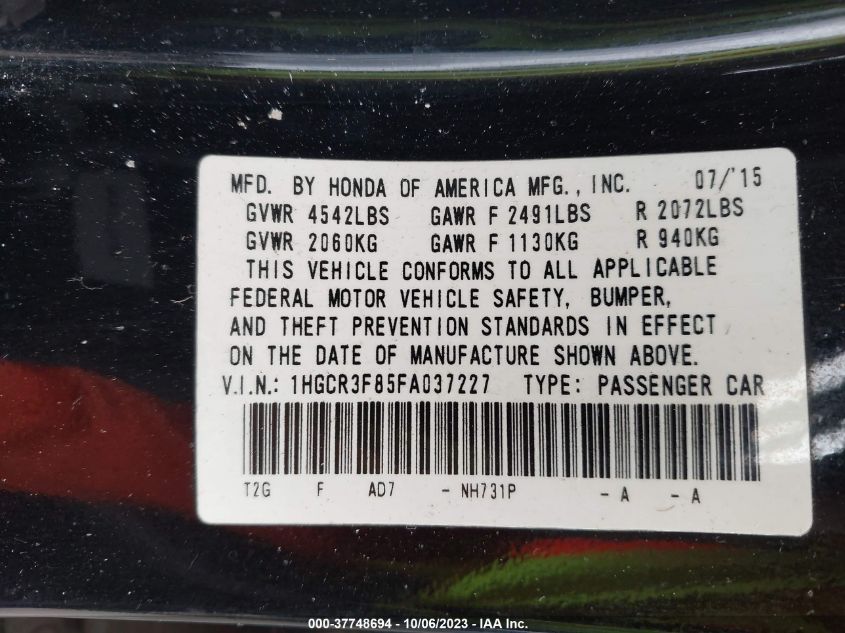 MFD. BY HONDA OF AMERICA MFG., INC. 07/'15
GVWR 4542LBS GAWR F 2491LBS R 2072LBS
GVWR 2060KG GAWR F 1130KG R 940KG
THIS VEHICLE CONFORMS TO ALL APPLICABLE
FEDERAL MOTOR VEHICLE SAFETY, BUMPER,
AND THEFT PREVENTION STANDARDS IN EFFECT
ON THE DATE OF MANUFACTURE SHOWN ABOVE.
V.I.N.: 1HGCR3F85FA037227 TYPE: PASSENGER CAR
T2G F AD7 - NH731P - A - A
000-37748694 - 10/06/2023 - IAA Inc.